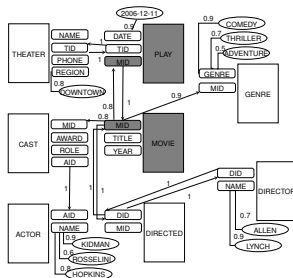 2006-12-11
0.9
COMEDY
0.9
0.7
THRILLER
0.5
ADVENTURE
NAME
TID
PHONE
REGION
THEATER
DATE
TID
MID
PLAY
1
0.8
DOWNTOWN
GENRE
MID
GENRE
1
0.8
0.9
0.8
MID
AWARD
ROLE
AID
CAST
MID
TITLE
YEAR
MOVIE
1
1
1
1
1
DID
NAME
DIRECTOR
0.7
ALLEN
0.9
LYNCH
AID
NAME
ACTOR
DID
MID
DIRECTED
0.9
KIDMAN
ROSSELINI
0.8
HOPKINS